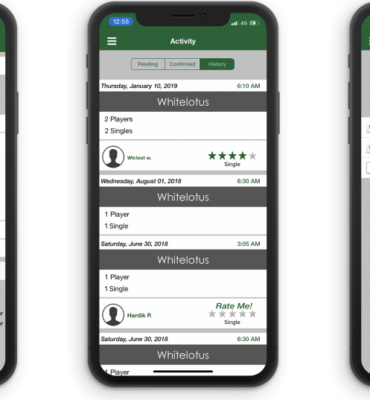 12:55
4G
Activity
Pending Confirmed History
Thursday, January 10, 2019 6:10 AM
Whitelotus
2 Players
2 Singles
Wictest w.
Single
Wednesday, August 01, 2018 6:30 AM
Whitelotus
1 Player
1 Single
Saturday, June 30, 2018 3:05 AM
Whitelotus
1 Player
1 Single
Rate Me!
Hardik P.
Single
Saturday, June 30, 2018 6:30 AM
Whitelotus
1 Player